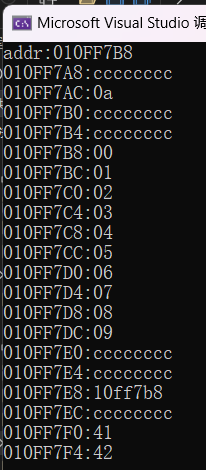 Microsoft Visual Studio 调
addr:010FF7B8
010FF7A8:cccccccc
010FF7AC:0a
010FF7B0:cccccccc
010FF7B4:cccccccc
010FF7B8:00
010FF7BC:01
010FF7C0:02
010FF7C4:03
010FF7C8:04
010FF7CC:05
010FF7D0:06
010FF7D4:07
010FF7D8:08
010FF7DC:09
010FF7E0:cccccccc
010FF7E4:cccccccc
010FF7E8:10ff7b8
010FF7EC:cccccccc
010FF7F0:41
010FF7F4:42